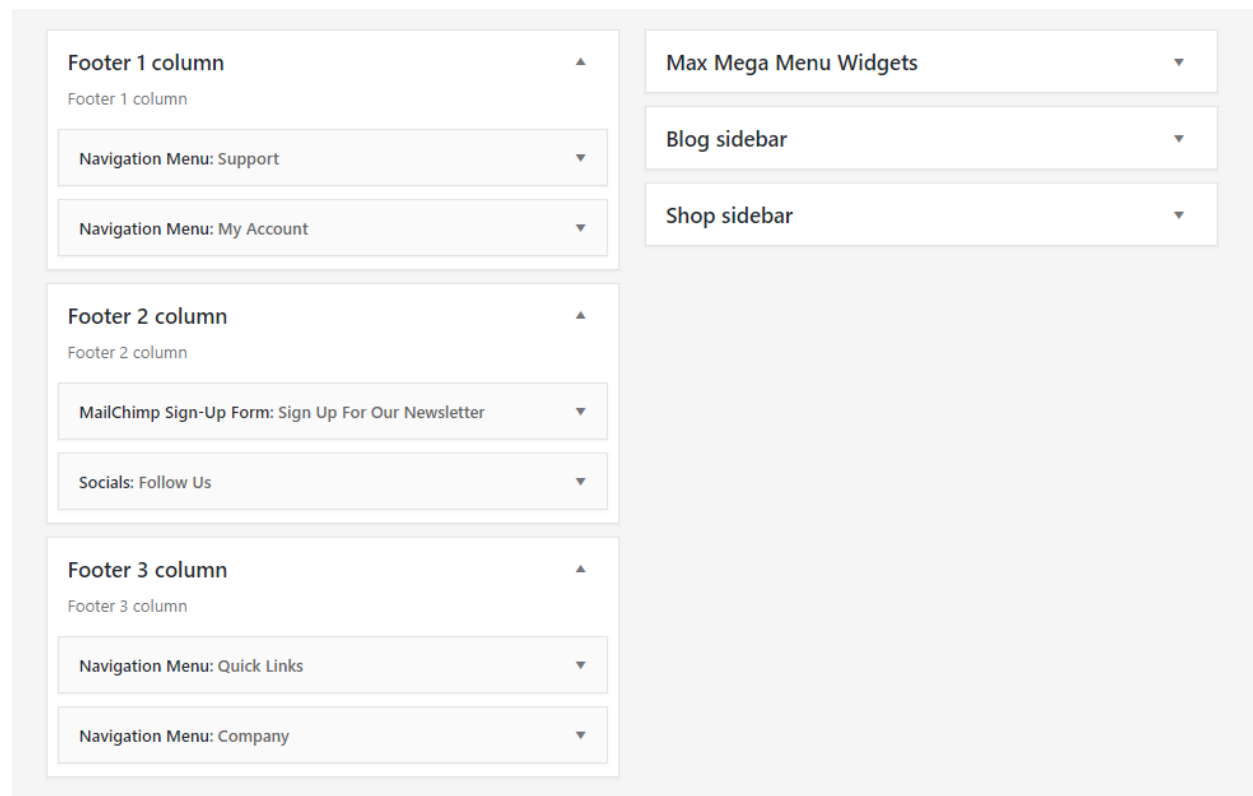 Footer 1 column
Footer 1 column
Navigation Menu: Support
Navigation Menu: My Account
Footer 2 column
Footer 2 column
MailChimp Sign-Up Form: Sign Up For Our Newsletter
Socials: Follow Us
Footer 3 column
Footer 3 column
Navigation Menu: Quick Links
Navigation Menu: Company
Max Mega Menu Widgets
Blog sidebar
Shop sidebar